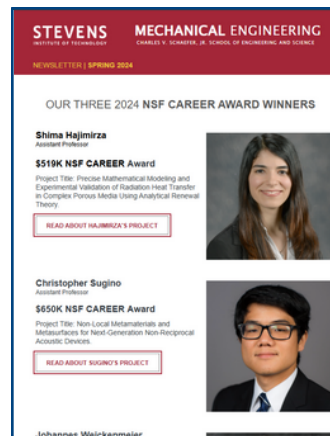 STEVENS
INSTITUTE OF TECHNOLOGY
MECHANICAL ENGINEERING
CHARLES V. SCHAEFER, JR. SCHOOL OF ENGINEERING AND SCIENCE
NEWSLETTER | SPRING 2024
OUR THREE 2024 NSF CAREER AWARD WINNERS
Shima Hajimirza
Assistant Professor
$519K NSF CAREER Award
Project Title: Precise Mathematical Modeling and
Experimental Validation of Radiation Heat Transfer
in Complex Porous Media Using Analytical Renewal
Theory.
READ ABOUT HAJIMIRZA'S PROJECT
Christopher Sugino
Assistant Professor
$650K NSF CAREER Award
Project Title: Non-Local Metamaterials and
Metasurfaces for Next-Generation Non-Reciprocal
Acoustic Devices.
READ ABOUT SUGINO'S PROJECT
Johannes Weickenmeier